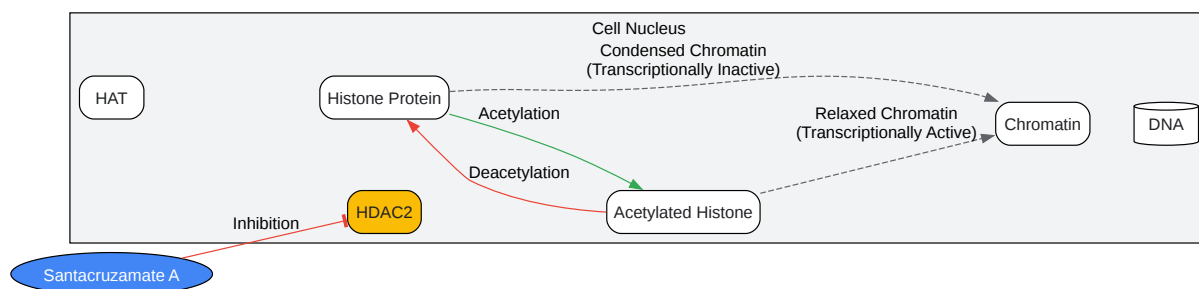 Cell Nucleus
Condensed Chromatin
(Transcriptionally Inactive)
HAT
Histone Protein
Acetylation
Relaxed Chromatin
(Transcriptionally Active)
Chromatin
DNA
Deacetylation
HDAC2
Acetylated Histone
Inhibition
Santacruzamate A